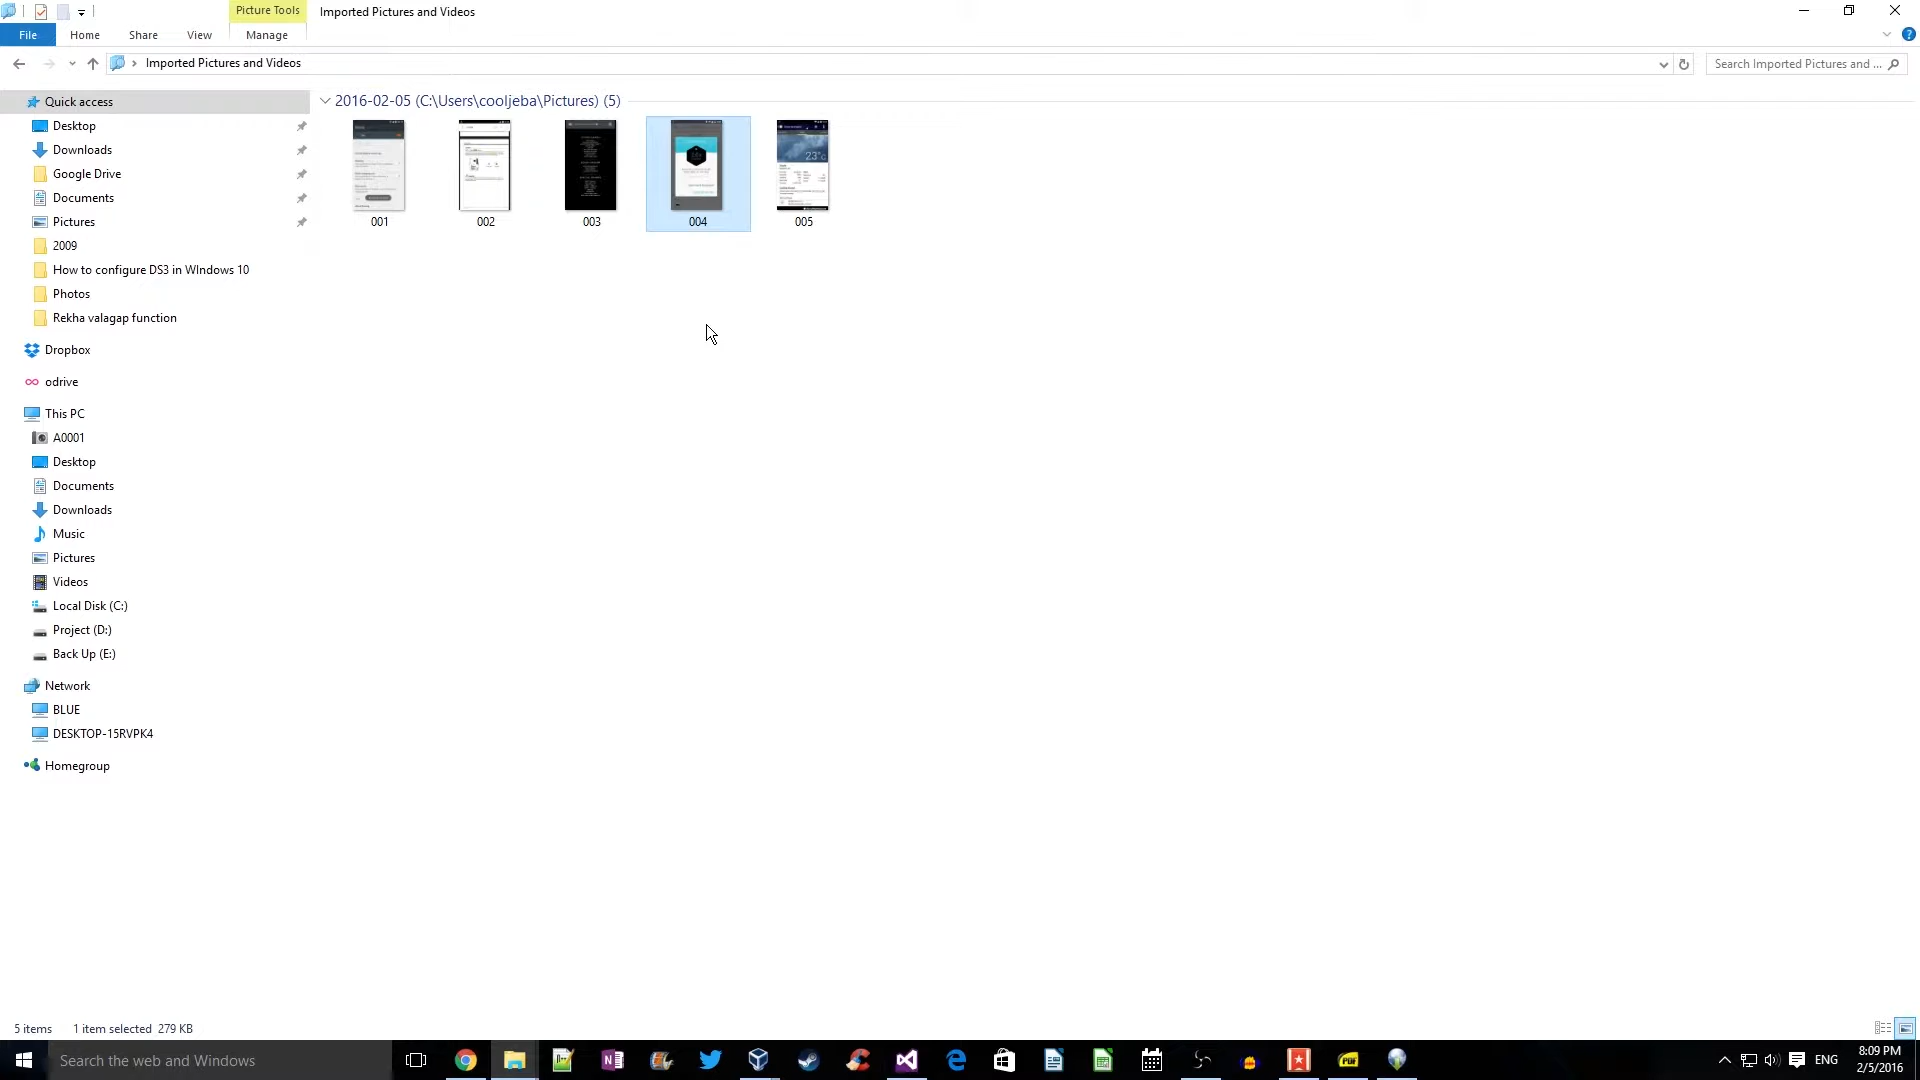 Picture Tools
Imported Pictures and Videos
File
Home
Share
View
Manage
Imported Pictures and Videos
Search Imported Pictures and ...
Quick access
Desktop
Downloads
Google Drive
Documents
Pictures
2009
How to configure DS3 in WIndows 10
Photos
Rekha valagap function
Dropbox
odrive
This PC
A0001
Desktop
Documents
Downloads
Music
Pictures
Videos
Local Disk (C:)
Project (D:)
Back Up (E:)
Network
BLUE
DESKTOP-15RVPK4
Homegroup
2016-02-05 (C:\Users\cooljeba\Pictures) (5)
23°C
001
002
003
004
005
5 items
1 item selected 279 KB
Search the web and Windows
PDF
ENG
8:09 PM
2/5/2016